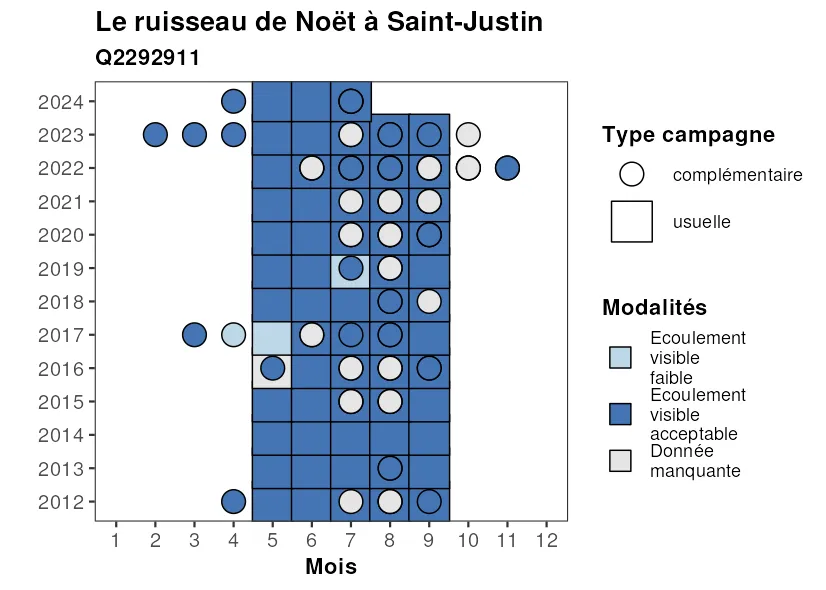 Le ruisseau de Noët à Saint-Justin
Q2292911
2024
2023
2022
2021
2020
2019
2018
2017
2016
2015
2014
2013
2012
1 2 3 4 5 6 7 8 9 10 11 12
Mois
Type campagne
complémentaire
usuelle
Modalités
Ecoulement
visible
faible
Ecoulement
visible
acceptable
Donnée
manquante